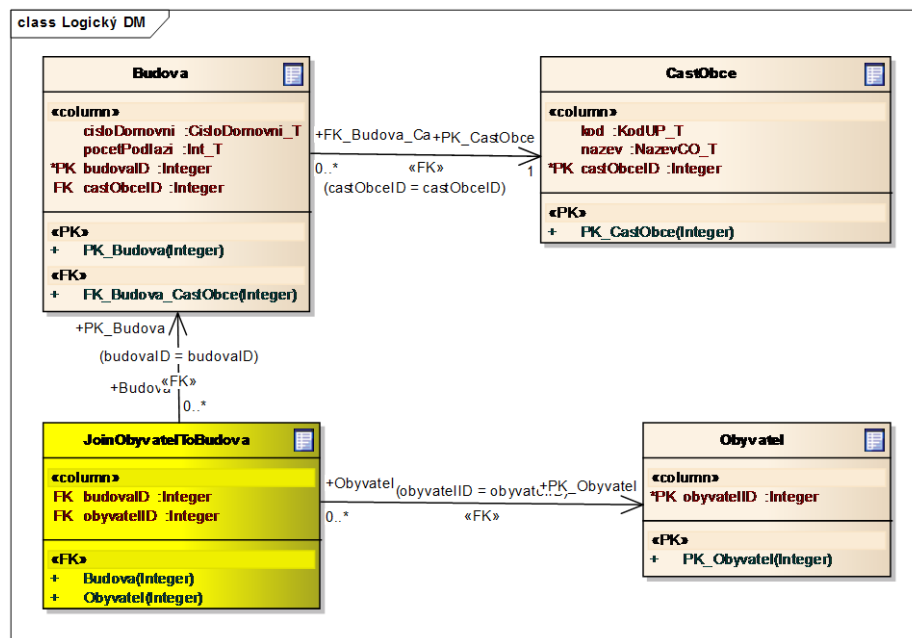 class Logický DM
Budova
«column»
cisloDomovni :CisloDomovni_T
pocetPodlazi :Int_T
*PK budovaID :Integer
FK castObceID :Integer
«PK»
+ PK_Budova(Integer)
«FK»
+ FK_Budova_CastObce(Integer)
+FK_Budova_Ca
+PK_CastObce
0..*
«FK»
1
(castObceID = castObceID)
CastObce
«column»
kod :KodUP_T
nazev :NazevCO_T
*PK castObceID :Integer
«PK»
+ PK_CastObce(Integer)
+PK_Budova
(budovaID = budovaID)
«FK»
+Budova
0..*
JoinObyvatelToBudova
«column»
FK budovaID :Integer
FK obyvatelID :Integer
«FK»
+ Budova(Integer)
+ Obyvatel(Integer)
+Obyvatel
(obyvatelID = obyvatelID)
+PK_Obyvatel
0..*
«FK»
Obyvatel
«column»
*PK obyvatelID :Integer
«PK»
+ PK_Obyvatel(Integer)